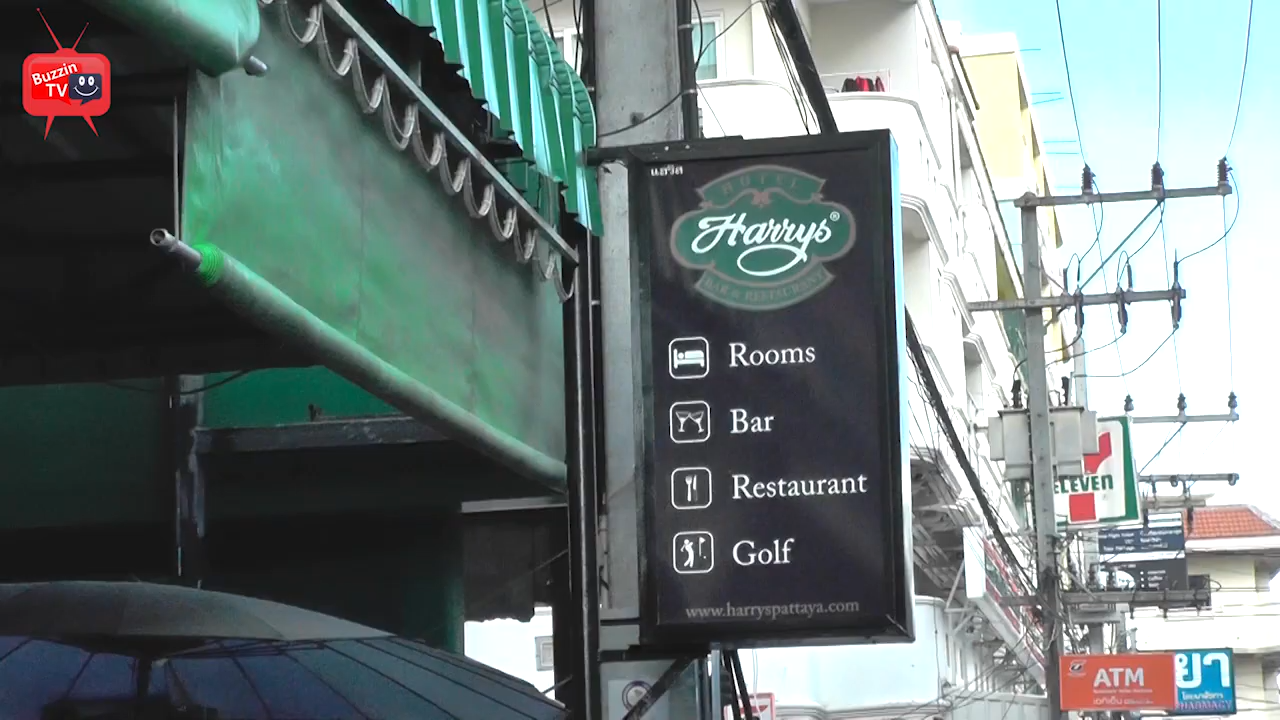 Buzzin
TV
แฮรีส
HOTEL
Harrys®
BAR & RESTAURANT
Rooms
Bar
Restaurant
Golf
www.harryspattaya.com
ELEVEN
ATM
ยา
PHARMACY